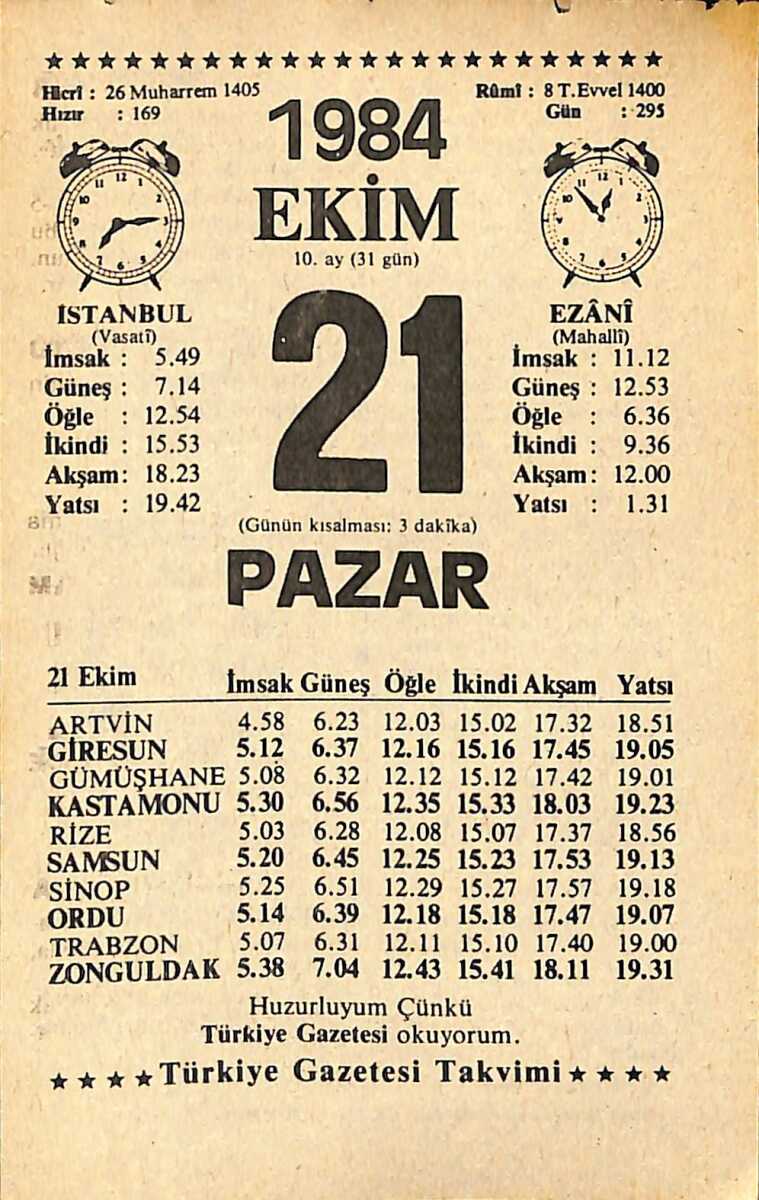 Hicrî : 26 Muharrem 1405
Hızır : 169
Rûmî : 8 T.Evvel 1400
Gün : 295
1984
EKİM
10. ay (31 gün)
21
(Günün kısalması: 3 dakîka)
PAZAR
İSTANBUL
(Vasatî)
İmsak : 5.49
Güneş : 7.14
Öğle : 12.54
İkindi : 15.53
Akşam : 18.23
Yatsı : 19.42
EZÂNÎ
(Mahallî)
İmsak : 11.12
Güneş : 12.53
Öğle : 6.36
İkindi : 9.36
Akşam : 12.00
Yatsı : 1.31
21 Ekim İmsak Güneş Öğle İkindi Akşam Yatsı
ARTVİN 4.58 6.23 12.03 15.02 17.32 18.51
GİRESUN 5.12 6.37 12.16 15.16 17.45 19.05
GÜMÜŞHANE 5.08 6.32 12.12 15.12 17.42 19.01
KASTAMONU 5.30 6.56 12.35 15.33 18.03 19.23
RİZE 5.03 6.28 12.08 15.07 17.37 18.56
SAMSUN 5.20 6.45 12.25 15.23 17.53 19.13
SİNOP 5.25 6.51 12.29 15.27 17.57 19.18
ORDU 5.14 6.39 12.18 15.18 17.47 19.07
TRABZON 5.07 6.31 12.11 15.10 17.40 19.00
ZONGULDAK 5.38 7.04 12.43 15.41 18.11 19.31
Huzurluyum Çünkü
Türkiye Gazetesi okuyorum.
Türkiye Gazetesi Takvimi